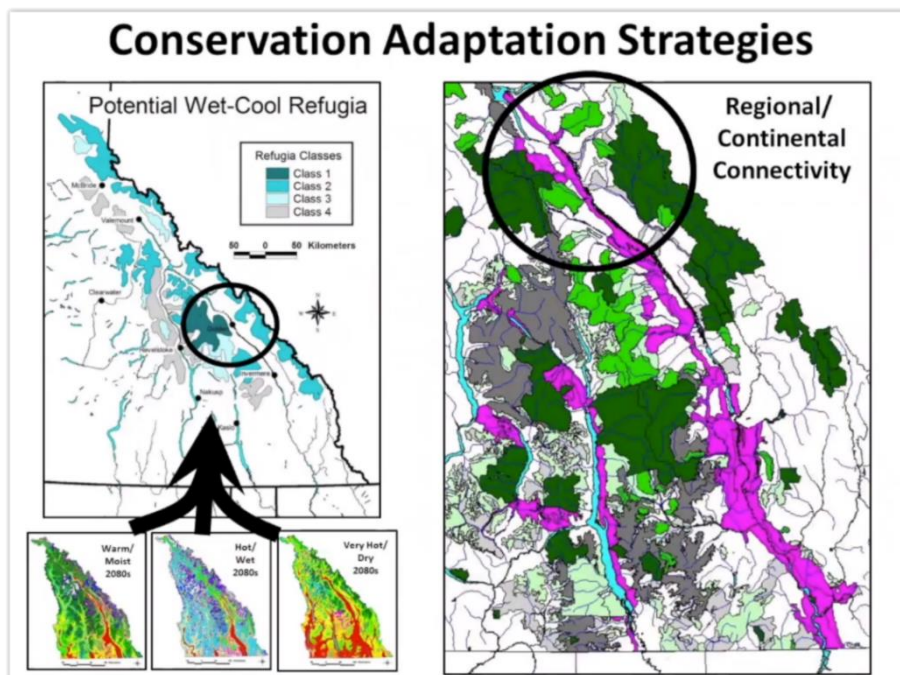 Conservation Adaptation Strategies
Potential Wet-Cool Refugia
Refugia Classes
Class 1
Class 2
Class 3
Class 4
50 0 50 Kilometers
McBride
Valemount
Clearwater
Revelstoke
Invermere
Nakusp
Regional/
Continental
Connectivity
Warm/
Moist
2080s
Hot/
Wet
2080s
Very Hot/
Dry
2080s